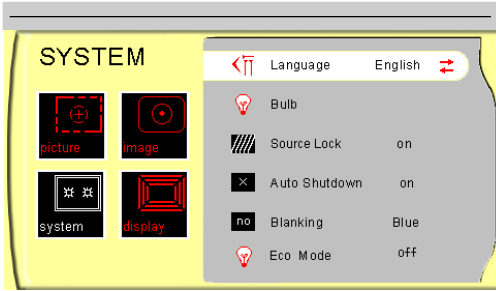 SYSTEM
picture
image
system
display
Language English
Bulb
Source Lock on
Auto Shutdown on
no Blanking Blue
Eco Mode off